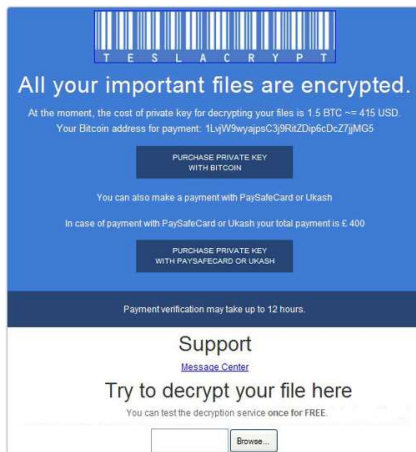 TESLACRYPT
All your important files are encrypted.
At the moment, the cost of private key for decrypting your files is 1.5 BTC ~= 415 USD.
Your Bitcoin address for payment: 1LvjW9wyajpsC3j9RitZDip6cDcZ7jjMG5
PURCHASE PRIVATE KEY
WITH BITCOIN
You can also make a payment with PaySafeCard or Ukash
In case of payment with PaySafeCard or Ukash your total payment is £ 400
PURCHASE PRIVATE KEY
WITH PAYSAFECARD OR UKASH
Payment verification may take up to 12 hours.
Support
Message Center
Try to decrypt your file here
You can test the decryption service once for FREE.
Browse...